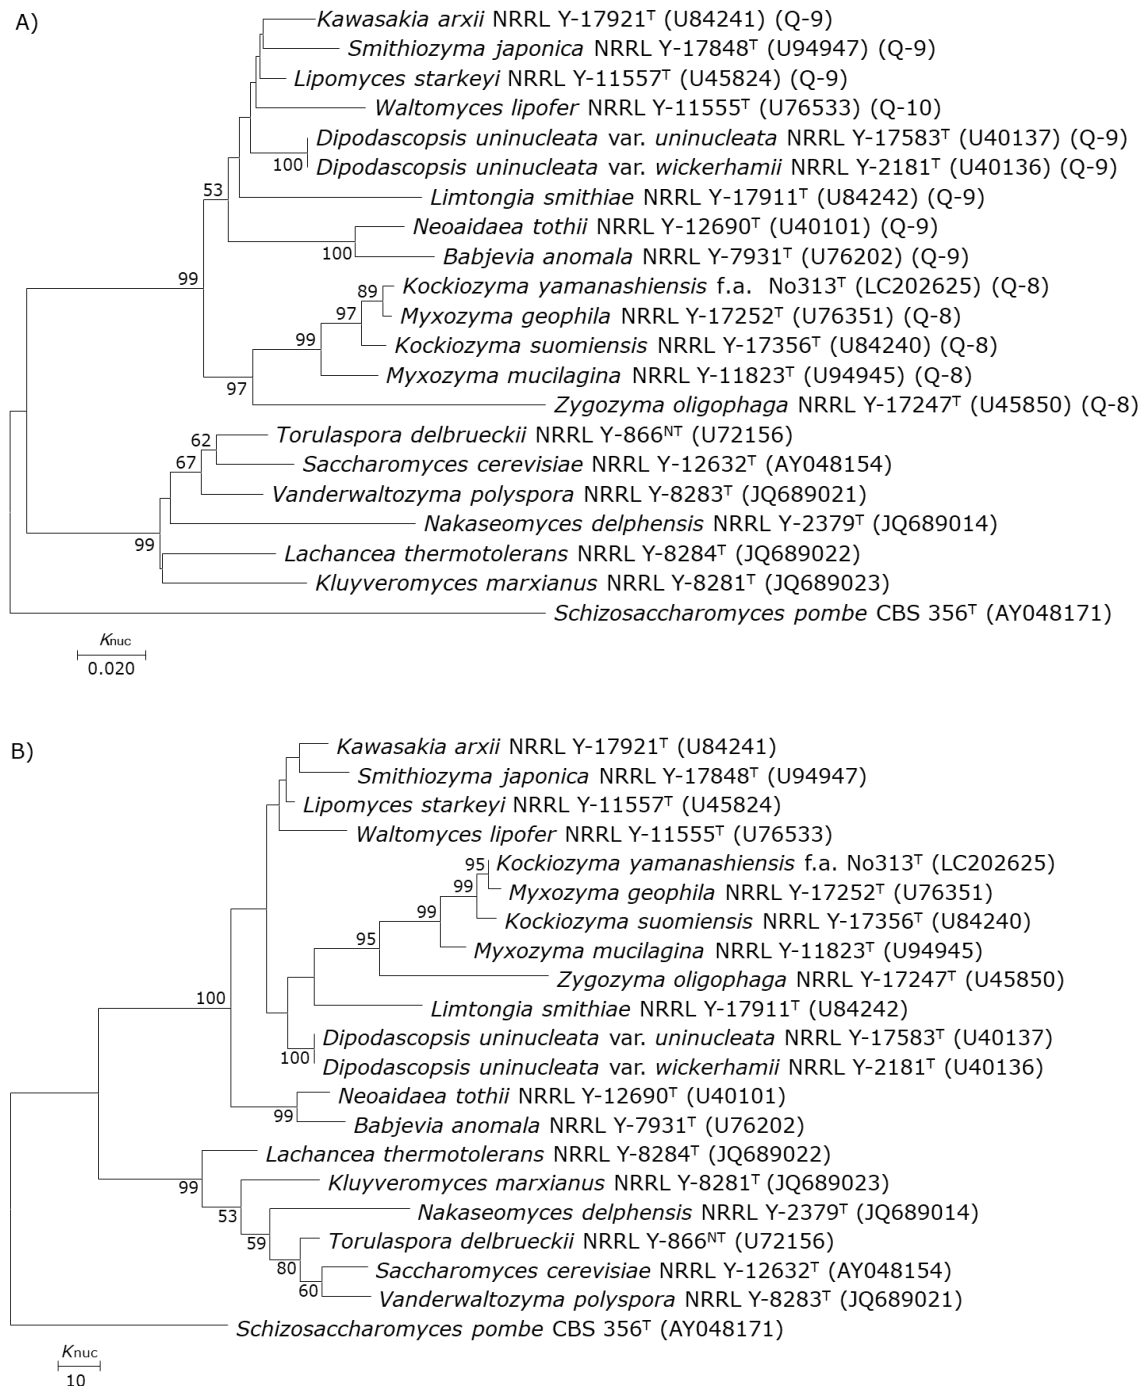 A)
Kawasakia arxii NRRL Y-17921ᵀ (U84241) (Q-9)
Smithiozyma japonica NRRL Y-17848ᵀ (U94947) (Q-9)
Lipomyces starkeyi NRRL Y-11557ᵀ (U45824) (Q-9)
Waltomyces lipofer NRRL Y-11555ᵀ (U76533) (Q-10)
Dipodascopsis uninucleata var. uninucleata NRRL Y-17583ᵀ (U40137) (Q-9)
100 Dipodascopsis uninucleata var. wickerhamii NRRL Y-2181ᵀ (U40136) (Q-9)
53 Limtongia smithiae NRRL Y-17911ᵀ (U84242) (Q-9)
Neoaidaea tothii NRRL Y-12690ᵀ (U40101) (Q-9)
100 Babjevia anomala NRRL Y-7931ᵀ (U76202) (Q-9)
99
89 Kockiozyma yamanashiensis f.a. No313ᵀ (LC202625) (Q-8)
97 Myxozyma geophila NRRL Y-17252ᵀ (U76351) (Q-8)
99 Kockiozyma suomiensis NRRL Y-17356ᵀ (U84240) (Q-8)
Myxozyma mucilagina NRRL Y-11823ᵀ (U94945) (Q-8)
97
Zygozyma oligophaga NRRL Y-17247ᵀ (U45850) (Q-8)
62 Torulaspora delbrueckii NRRL Y-866ᴺᵀ (U72156)
67 Saccharomyces cerevisiae NRRL Y-12632ᵀ (AY048154)
Vanderwaltozyma polyspora NRRL Y-8283ᵀ (JQ689021)
Nakaseomyces delphensis NRRL Y-2379ᵀ (JQ689014)
99
Lachancea thermotolerans NRRL Y-8284ᵀ (JQ689022)
Kluyveromyces marxianus NRRL Y-8281ᵀ (JQ689023)
Schizosaccharomyces pombe CBS 356ᵀ (AY048171)
Knuc
0.020
B)
Kawasakia arxii NRRL Y-17921ᵀ (U84241)
Smithiozyma japonica NRRL Y-17848ᵀ (U94947)
Lipomyces starkeyi NRRL Y-11557ᵀ (U45824)
Waltomyces lipofer NRRL Y-11555ᵀ (U76533)
95 Kockiozyma yamanashiensis f.a. No313ᵀ (LC202625)
99 Myxozyma geophila NRRL Y-17252ᵀ (U76351)
99 Kockiozyma suomiensis NRRL Y-17356ᵀ (U84240)
95 Myxozyma mucilagina NRRL Y-11823ᵀ (U94945)
Zygozyma oligophaga NRRL Y-17247ᵀ (U45850)
100
Limtongia smithiae NRRL Y-17911ᵀ (U84242)
Dipodascopsis uninucleata var. uninucleata NRRL Y-17583ᵀ (U40137)
100 Dipodascopsis uninucleata var. wickerhamii NRRL Y-2181ᵀ (U40136)
Neoaidaea tothii NRRL Y-12690ᵀ (U40101)
99 Babjevia anomala NRRL Y-7931ᵀ (U76202)
Lachancea thermotolerans NRRL Y-8284ᵀ (JQ689022)
99 Kluyveromyces marxianus NRRL Y-8281ᵀ (JQ689023)
53 Nakaseomyces delphensis NRRL Y-2379ᵀ (JQ689014)
59 Torulaspora delbrueckii NRRL Y-866ᴺᵀ (U72156)
80 Saccharomyces cerevisiae NRRL Y-12632ᵀ (AY048154)
60 Vanderwaltozyma polyspora NRRL Y-8283ᵀ (JQ689021)
Schizosaccharomyces pombe CBS 356ᵀ (AY048171)
Knuc
10